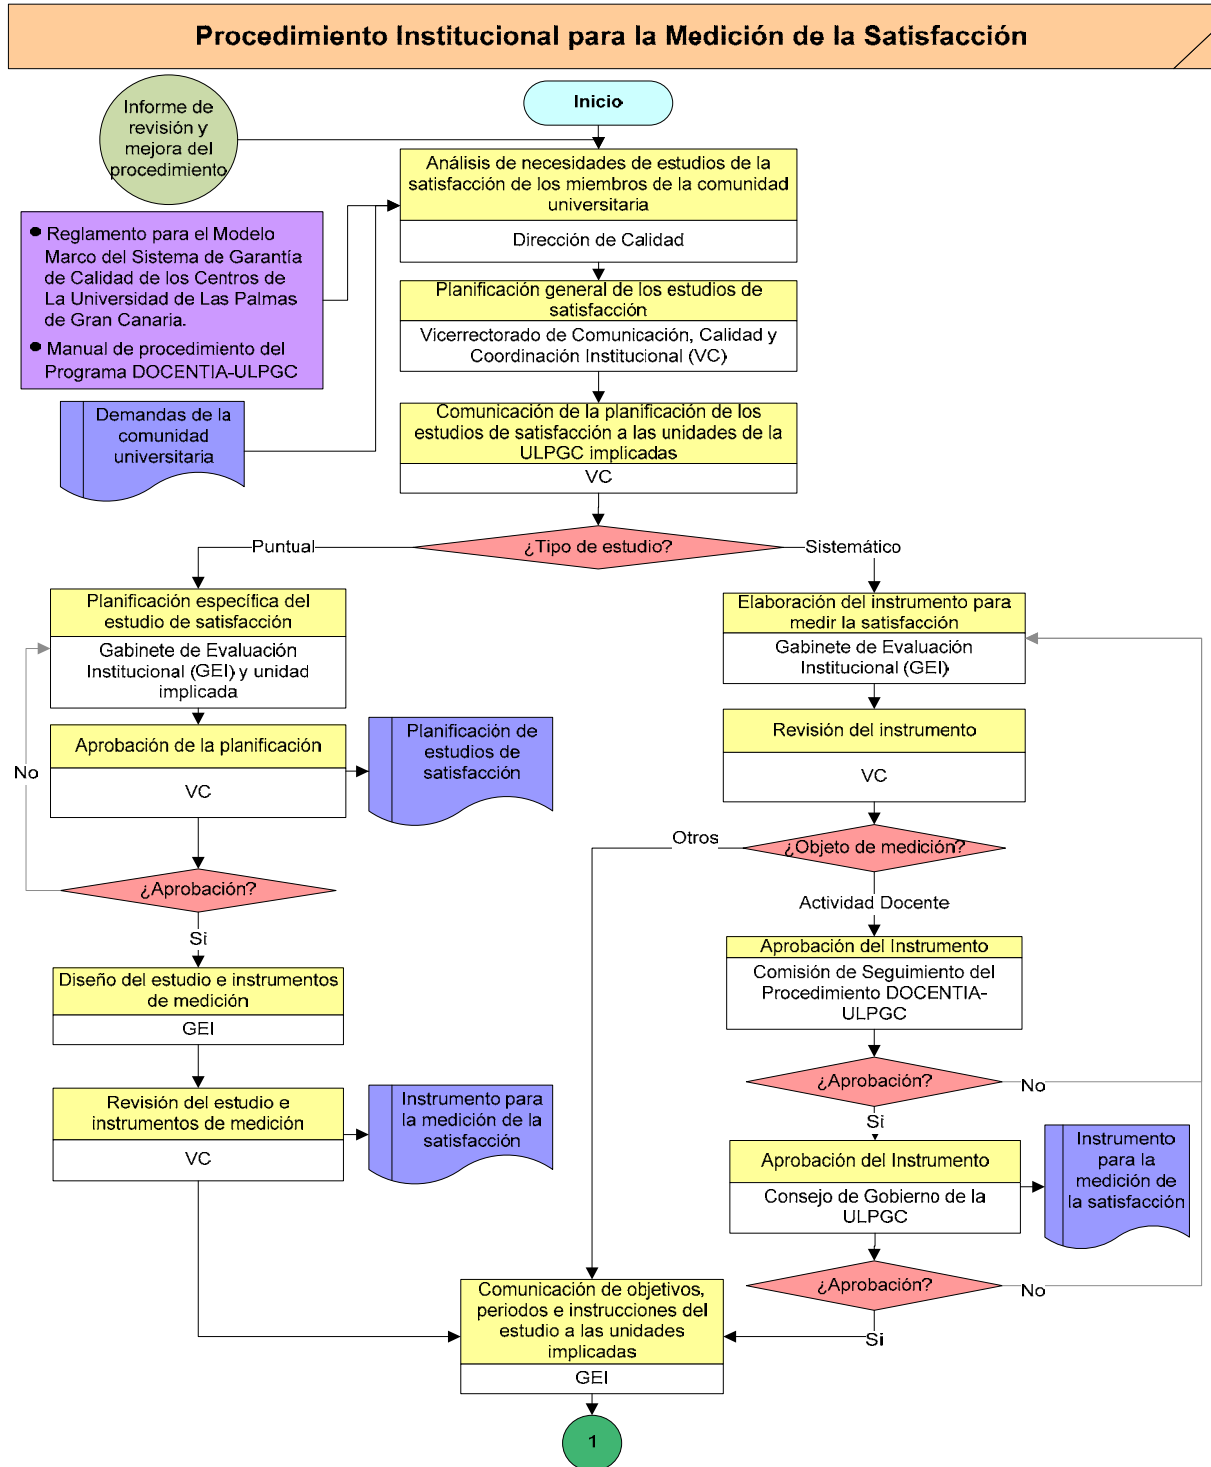 Procedimiento Institucional para la Medición de la Satisfacción
Informe de
revisión y
mejora del
procedimiento
Inicio
Análisis de necesidades de estudios de la
satisfacción de los miembros de la comunidad
universitaria
Dirección de Calidad
Reglamento para el Modelo
Marco del Sistema de Garantía
de Calidad de los Centros de
La Universidad de Las Palmas
de Gran Canaria.
Manual de procedimiento del
Programa DOCENTIA-ULPGC
Planificación general de los estudios de
satisfacción
Vicerrectorado de Comunicación, Calidad y
Coordinación Institucional (VC)
Demandas de la
comunidad
universitaria
Comunicación de la planificación de los
estudios de satisfacción a las unidades de la
ULPGC implicadas
VC
¿Tipo de estudio?
Puntual
Sistemático
Planificación específica del
estudio de satisfacción
Gabinete de Evaluación
Institucional (GEI) y unidad
implicada
Aprobación de la planificación
VC
Planificación de
estudios de
satisfacción
No
¿Aprobación?
Si
Diseño del estudio e instrumentos
de medición
GEI
Revisión del estudio e
instrumentos de medición
VC
Instrumento para
la medición de la
satisfacción
Elaboración del instrumento para
medir la satisfacción
Gabinete de Evaluación
Institucional (GEI)
Revisión del instrumento
VC
¿Objeto de medición?
Otros
Actividad Docente
Aprobación del Instrumento
Comisión de Seguimiento del
Procedimiento DOCENTIA-
ULPGC
¿Aprobación?
No
Si
Aprobación del Instrumento
Consejo de Gobierno de la
ULPGC
Instrumento
para la
medición de
la satisfacción
¿Aprobación?
No
Si
Comunicación de objetivos,
periodos e instrucciones del
estudio a las unidades
implicadas
GEI
1